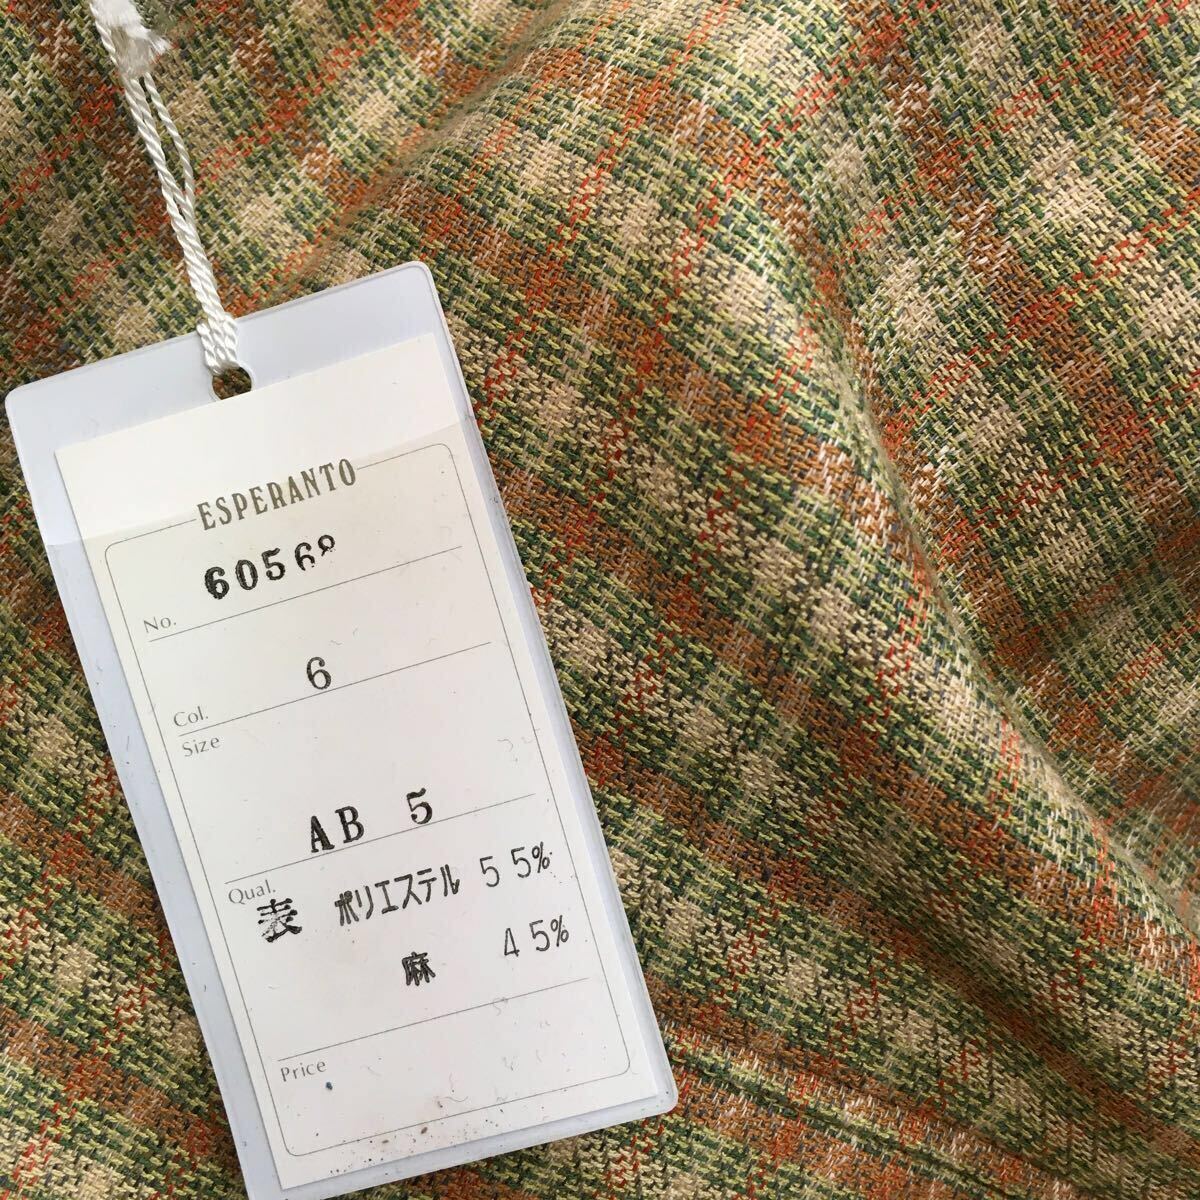 ESPERANTO
No. 60568
Col. 6
Size AB 5
Qual. 表 ポリエステル 55%
麻 45%
Price